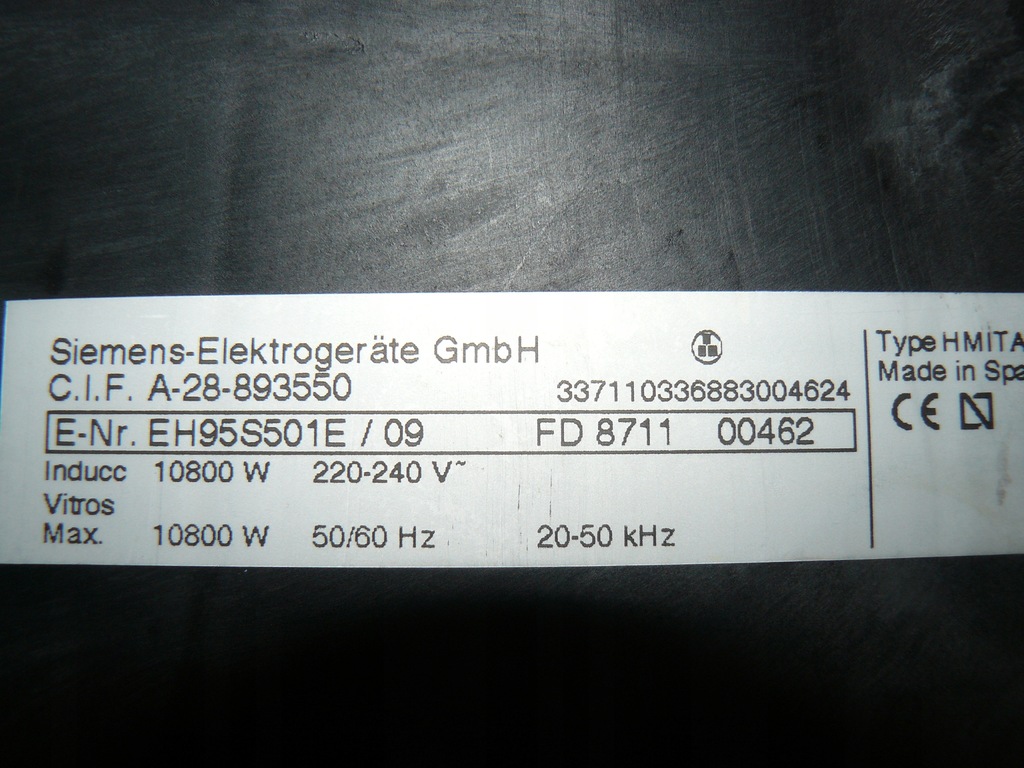 Siemens-Elektrogeräte GmbH
C.I.F. A-28-893550
337110336883004624
E-Nr. EH95S501E / 09 FD 8711 00462
Inducc 10800 W 220-240 V~
Vitros
Max. 10800 W 50/60 Hz 20-50 kHz
Type HMITA
Made in Spa
CE N